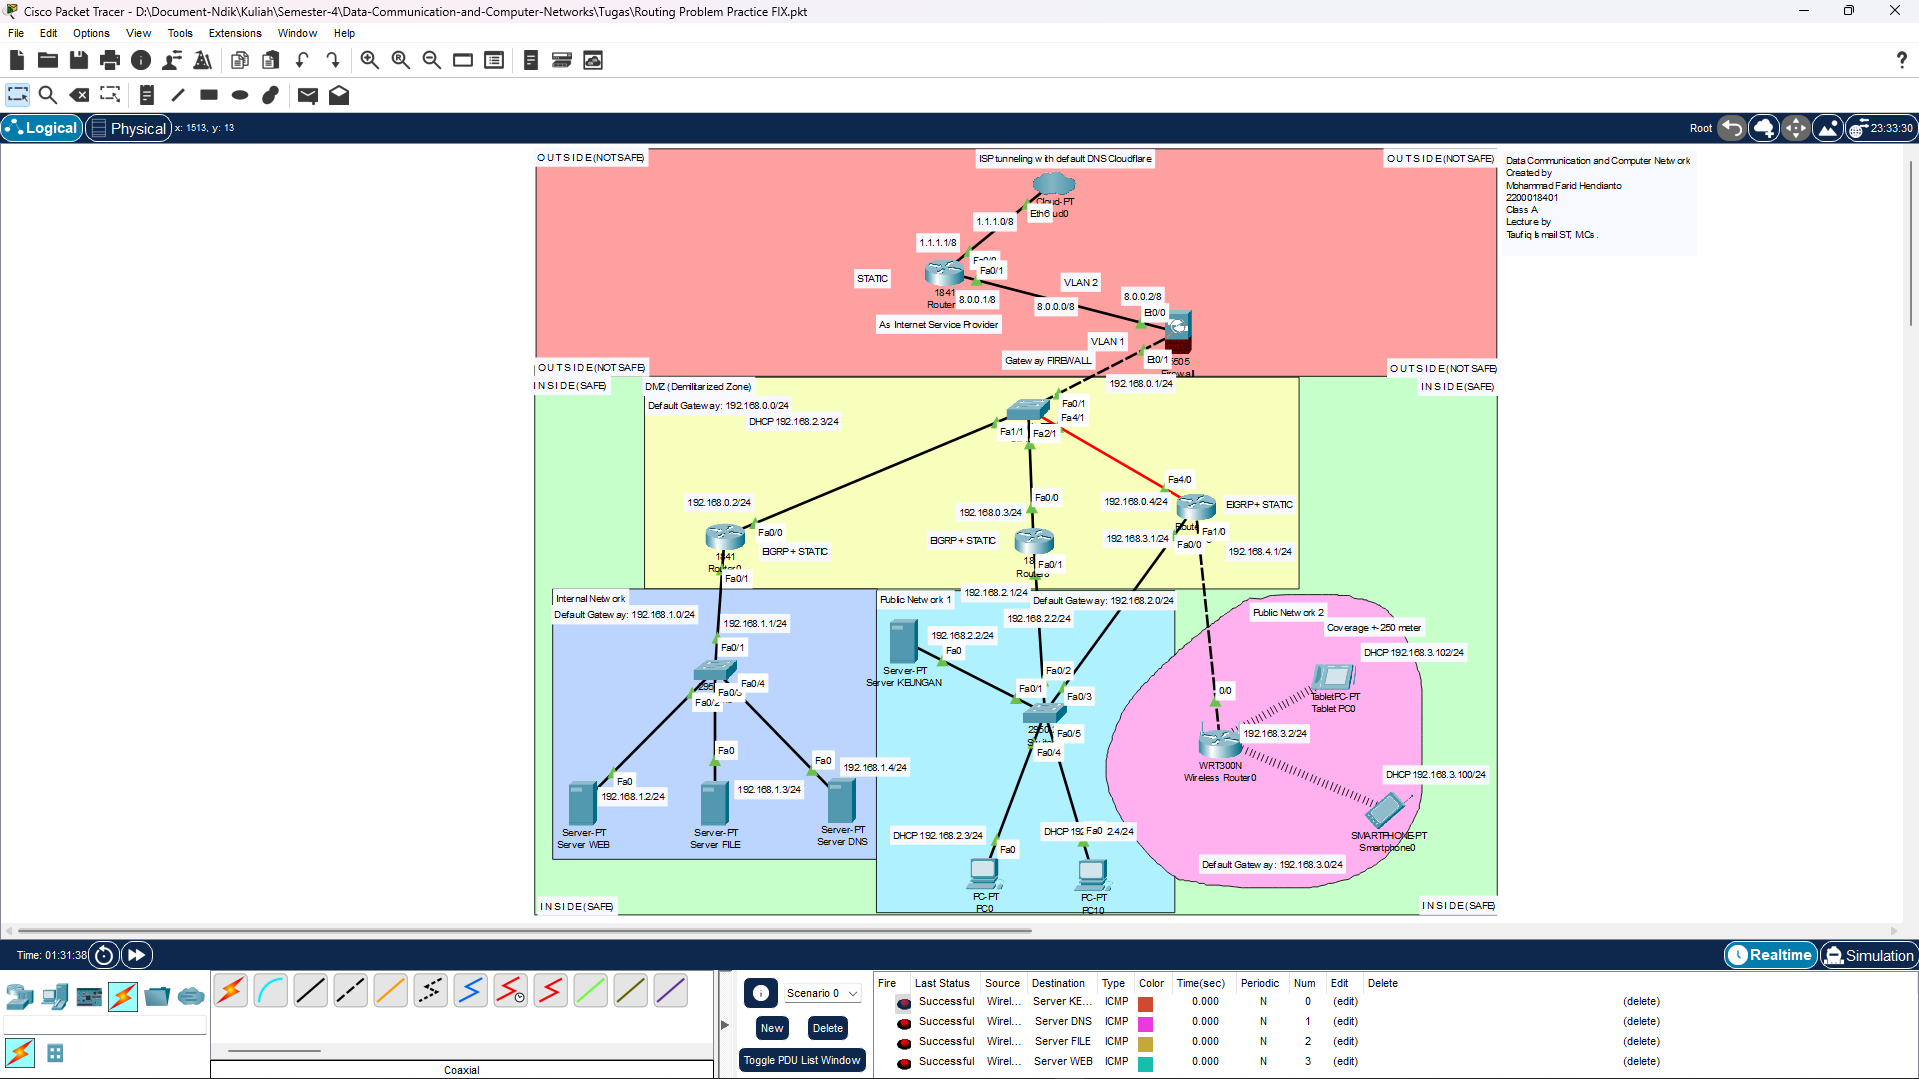 Cisco Packet Tracer - D:\Document-Ndik\Kuliah\Semester-4\Data-Communication-and-Computer-Networks\Tugas\Routing Problem Practice FIX.pkt
File Edit Options View Tools Extensions Window Help
Logical Physical x: 1513, y: 13
Root 23:33:30
OUTSIDE(NOTSAFE)
ISP tunneling with default DNS Cloudflare
OUTSIDE(NOTSAFE)
Data Communication and Computer Network
Created by
Mohammad Farid Hendianto
2200018401
Class A
Lecture by
Taufiq Ismail ST, MCs.
Cloud-PT
Eth6
1.1.1.0/8
1.1.1.1/8
Fa0/1
STATIC
1841
Router
8.0.0.1/8
VLAN 2
8.0.0.0/8
8.0.0.2/8
Et0/0
As Internet Service Provider
VLAN 1
Gateway FIREWALL
Et0/1
OUTSIDE(NOTSAFE)
OUTSIDE(NOTSAFE)
INSIDE(SAFE)
DMZ (Demilitarized Zone)
192.168.0.1/24
INSIDE(SAFE)
Default Gateway: 192.168.0.0/24
DHCP 192.168.2.3/24
Fa0/1
Fa4/1
Fa1/1
Fa2/1
192.168.0.2/24
Fa0/0
EIGRP + STATIC
1841
Fa0/1
Fa0/0
192.168.0.3/24
EIGRP + STATIC
Fa0/1
Fa4/0
192.168.0.4/24
EIGRP + STATIC
192.168.3.1/24
Fa0/0
Fa1/0
192.168.4.1/24
Internal Network
Default Gateway: 192.168.1.0/24
192.168.1.1/24
Fa0/1
Fa0/4
Fa0/3
Fa0/2
Fa0
Fa0
Fa0
192.168.1.4/24
192.168.1.2/24
192.168.1.3/24
Server-PT
Server WEB
Server-PT
Server FILE
Server-PT
Server DNS
Public Network 1
192.168.2.1/24
Default Gateway: 192.168.2.0/24
192.168.2.2/24
192.168.2.2/24
Fa0
Server-PT
Server KEUNGAN
Fa0/1
Fa0/2
Fa0/3
Fa0/5
Fa0/4
DHCP 192.168.2.3/24
Fa0
DHCP 192
Fa0
2.4/24
PC-PT
PC0
PC-PT
PC10
Public Network 2
Coverage +-250 meter
DHCP 192.168.3.102/24
TabletPC-PT
Tablet PC0
0/0
192.168.3.2/24
WRT300N
Wireless Router0
DHCP 192.168.3.100/24
SMARTPHONE-PT
Smartphone0
Default Gateway: 192.168.3.0/24
INSIDE(SAFE)
INSIDE(SAFE)
Time: 01:31:38
Realtime Simulation
Scenario 0
New Delete
Toggle PDU List Window
Coaxial
Fire Last Status Source Destination Type Color Time(sec) Periodic Num Edit Delete
Successful Wirel... Server KE... ICMP 0.000 N 0 (edit) (delete)
Successful Wirel... Server DNS ICMP 0.000 N 1 (edit) (delete)
Successful Wirel... Server FILE ICMP 0.000 N 2 (edit) (delete)
Successful Wirel... Server WEB ICMP 0.000 N 3 (edit) (delete)